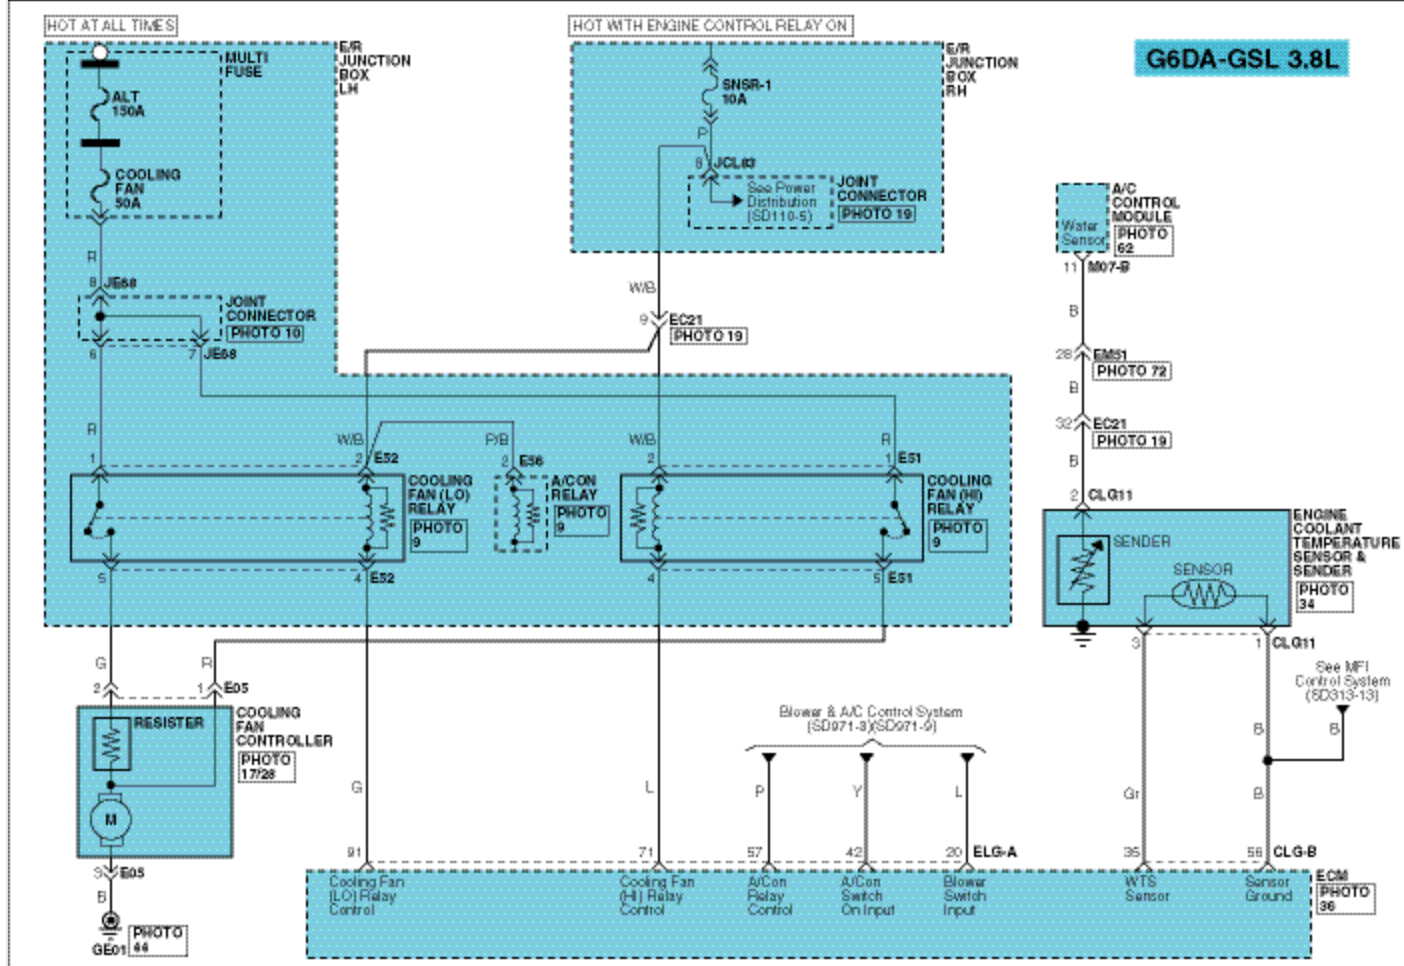 HOT AT ALL TIMES
HOT WITH ENGINE CONTROL RELAY ON
G6DA-GSL 3.8L
MULTI
FUSE
E/R
JUNCTION
BOX
LH
ALT
150A
COOLING
FAN
50A
R
8 JE68
JOINT
CONNECTOR
PHOTO 10
6
7 JE68
SNSR-1
10A
P
8 JCL03
See Power
Distribution
(SD110-5)
JOINT
CONNECTOR
PHOTO 19
E/R
JUNCTION
BOX
RH
W/B
9 EC21
PHOTO 19
A/C
CONTROL
MODULE
PHOTO
62
Water
Sensor
11 M07-B
B
28 EM51
PHOTO 72
B
32 EC21
PHOTO 19
B
2 CLG11
R
W/B
P/B
W/B
R
1
2 E52
2 E56
2
1 E51
COOLING
FAN (LO)
RELAY
PHOTO
9
A/CON
RELAY
PHOTO
9
COOLING
FAN (HI)
RELAY
PHOTO
9
5
4 E52
4
5 E51
SENDER
SENSOR
ENGINE
COOLANT
TEMPERATURE
SENSOR &
SENDER
PHOTO
34
3
1 CLG11
See MFI
Control System
(SD313-13)
G
R
2
1 E05
RESISTER
M
COOLING
FAN
CONTROLLER
PHOTO
17/28
3 E05
B
GE01
PHOTO
44
Blower & A/C Control System
(SD971-3)(SD971-9)
G
L
P
Y
L
Gr
B
B
B
91
71
57
42
20 ELG-A
35
56 CLG-B
Cooling Fan
(LO) Relay
Control
Cooling Fan
(HI) Relay
Control
A/Con
Relay
Control
A/Con
Switch
On Input
Blower
Switch
Input
WTS
Sensor
Sensor
Ground
ECM
PHOTO
36